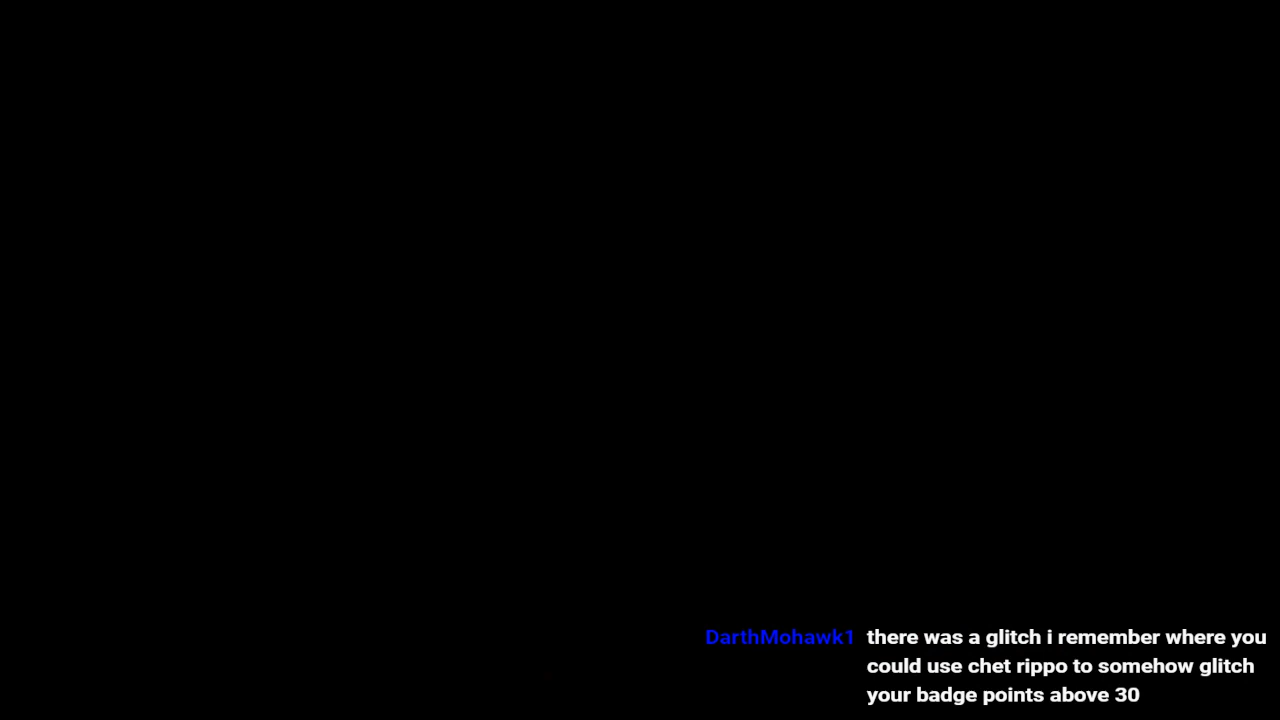 DarthMohawk1 there was a glitch i remember where you
could use chet rippo to somehow glitch
your badge points above 30